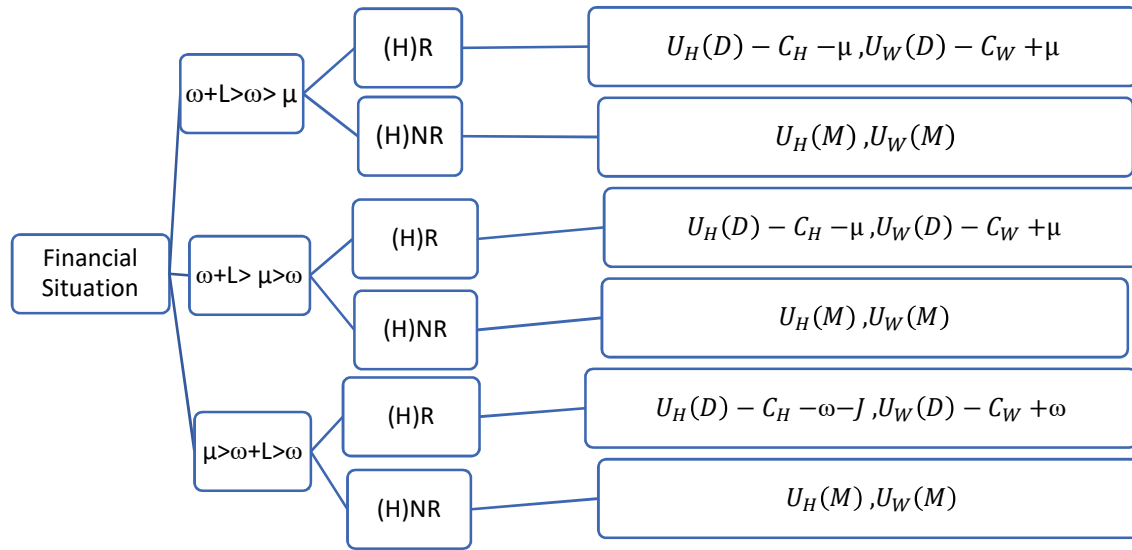 Financial
Situation
ω+L>ω> μ
(H)R
U_H(D) − C_H −μ ,U_W(D) − C_W +μ
(H)NR
U_H(M) ,U_W(M)
ω+L> μ>ω
(H)R
U_H(D) − C_H −μ ,U_W(D) − C_W +μ
(H)NR
U_H(M) ,U_W(M)
μ>ω+L>ω
(H)R
U_H(D) − C_H −ω−J ,U_W(D) − C_W +ω
(H)NR
U_H(M) ,U_W(M)